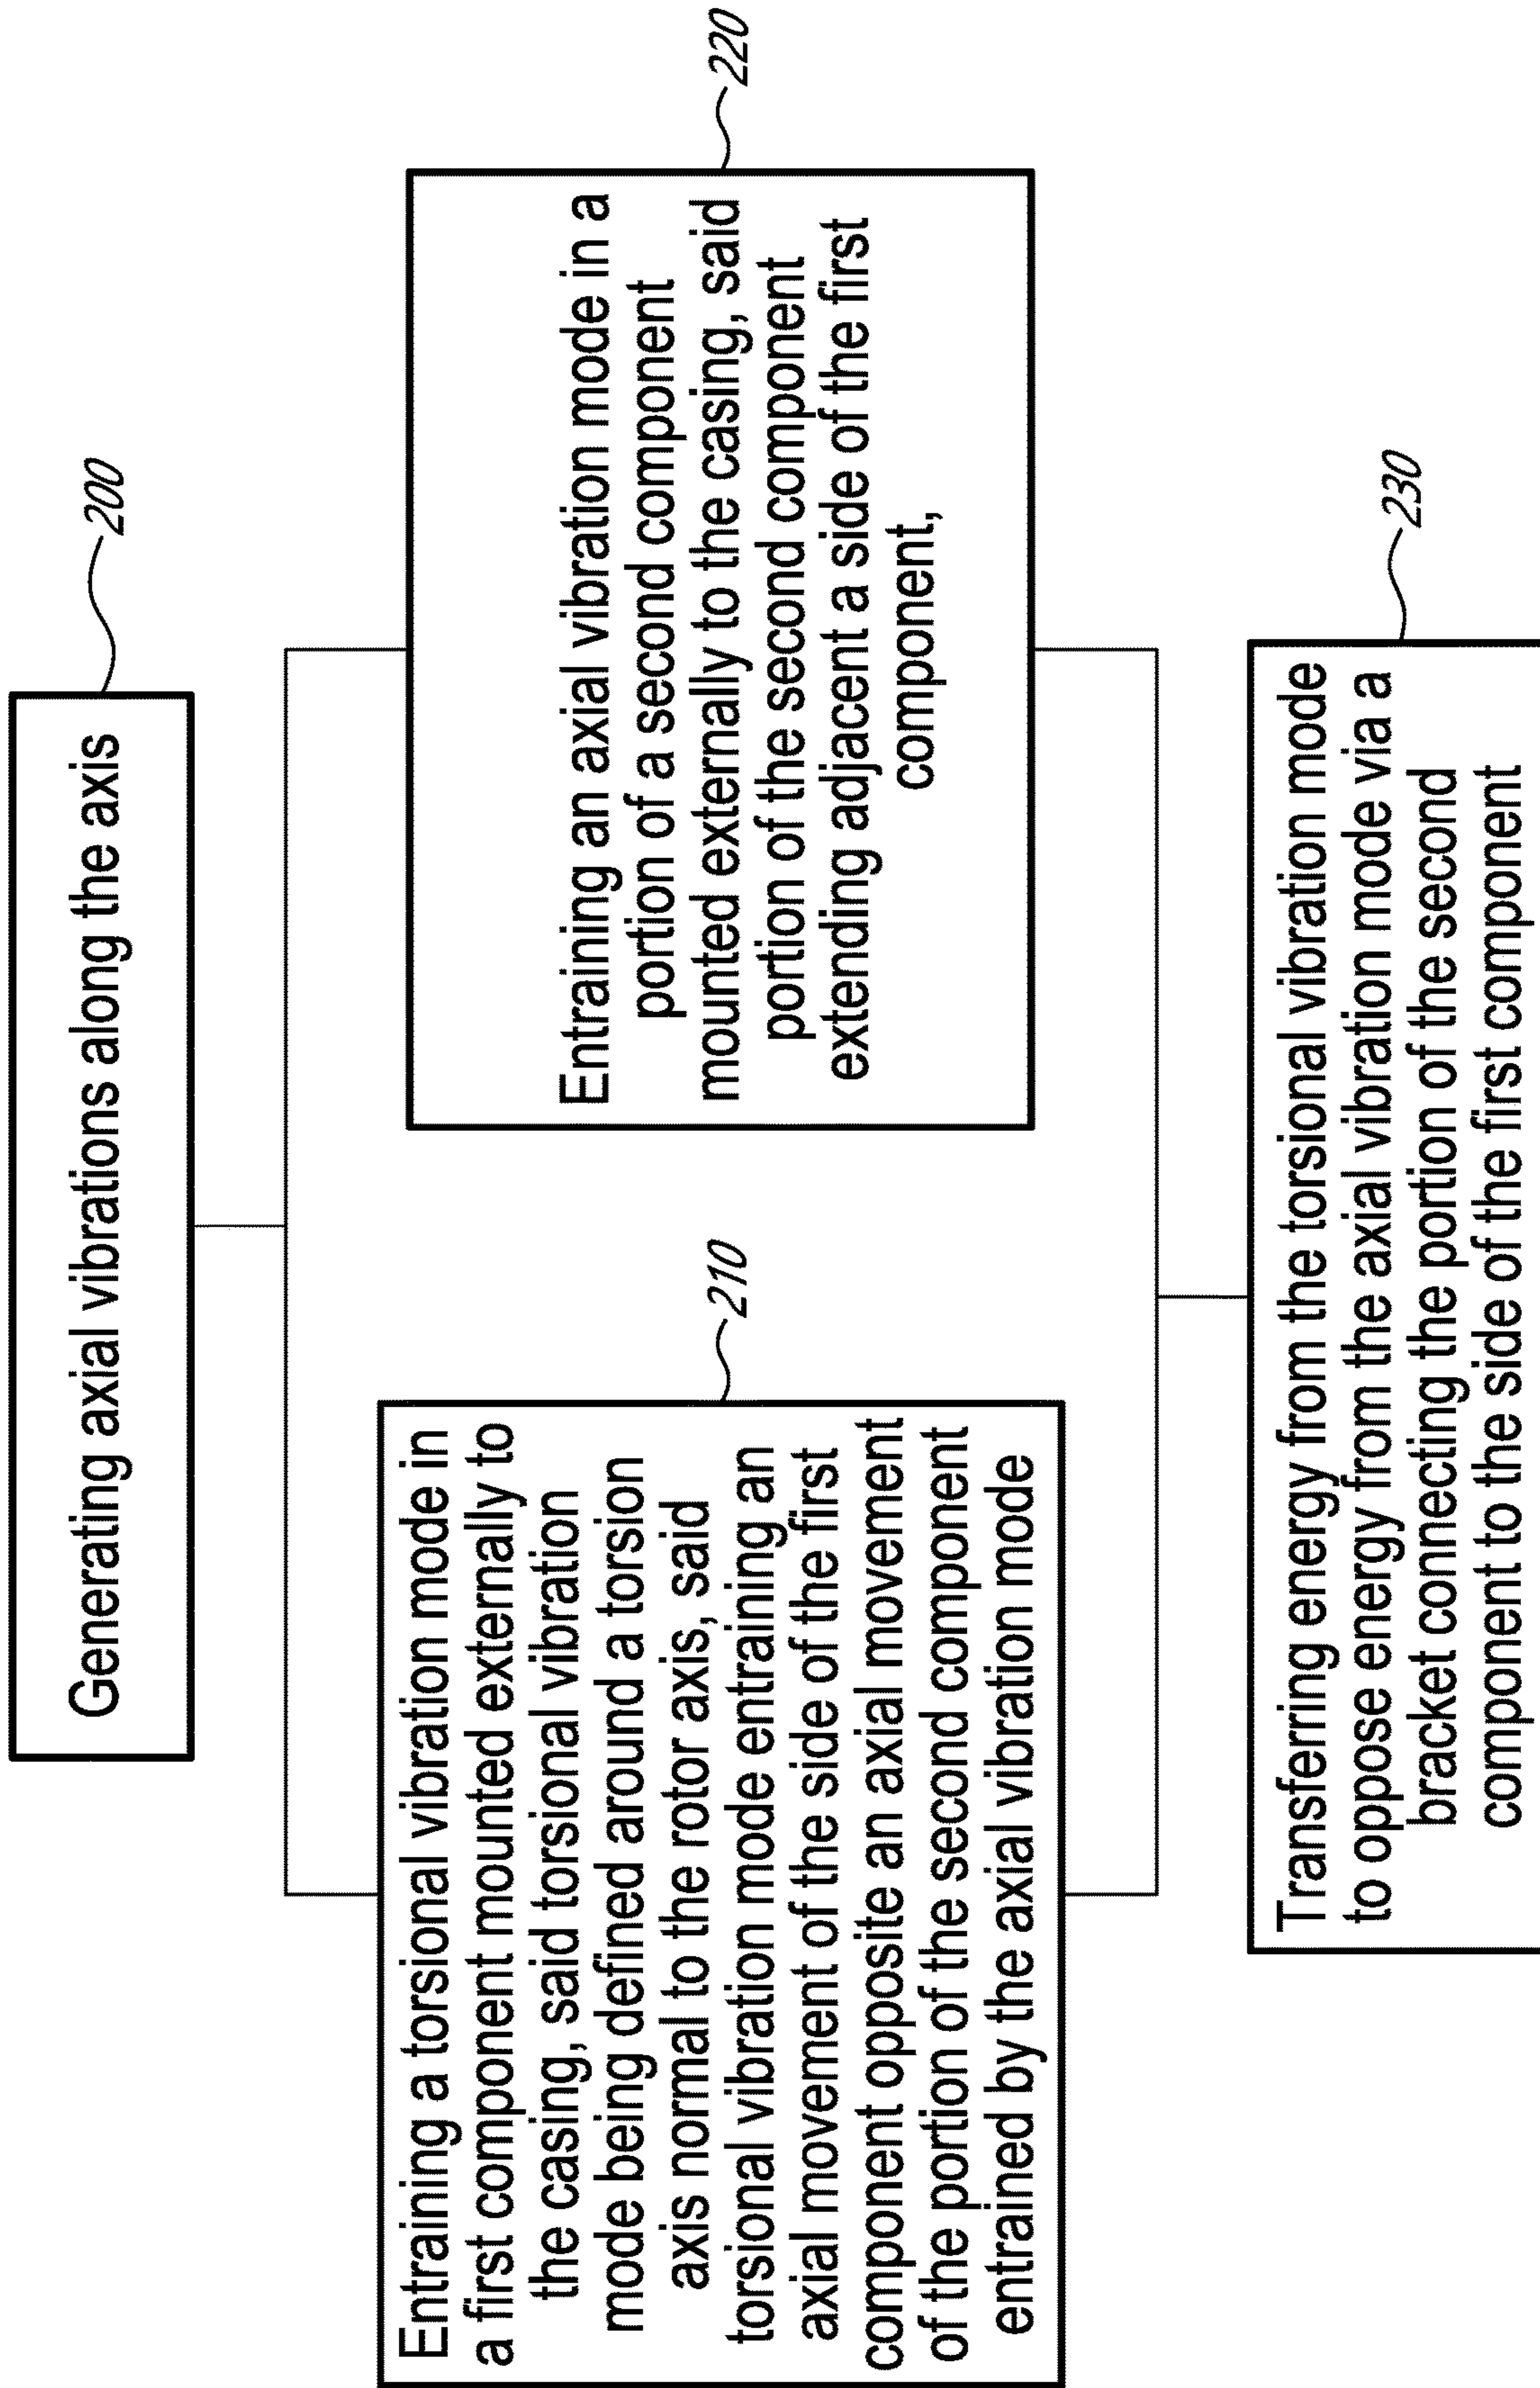 Generating axial vibrations along the axis
200
Entraining a torsional vibration mode in
a first component mounted externally to
the casing, said torsional vibration
mode being defined around a torsion
axis normal to the rotor axis, said
torsional vibration mode entraining an
axial movement of the side of the first
component opposite an axial movement
of the portion of the second component
entrained by the axial vibration mode
210
Entraining an axial vibration mode in a
portion of a second component
mounted externally to the casing, said
portion of the second component
extending adjacent a side of the first
component,
220
Transferring energy from the torsional vibration mode
to oppose energy from the axial vibration mode via a
bracket connecting the portion of the second
component to the side of the first component
230